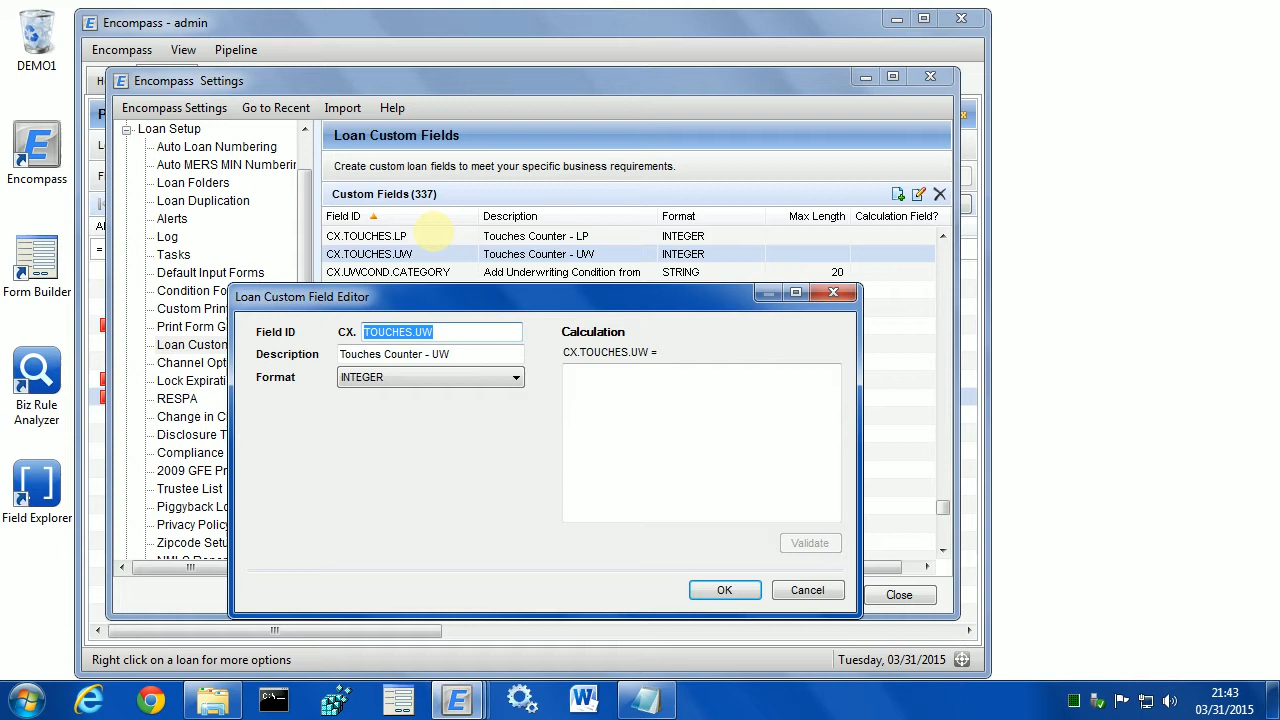 DEMO1
Encompass
Form Builder
Biz Rule
Analyzer
Field Explorer
Encompass - admin
Encompass View Pipeline
Encompass Settings
Encompass Settings Go to Recent Import Help
Loan Setup
Auto Loan Numbering
Auto MERS MIN Numberin
Loan Folders
Loan Duplication
Alerts
Log
Tasks
Default Input Forms
Condition Fo
Custom Prin
Print Form G
Loan Custom
Channel Opt
Lock Expirati
RESPA
Change in C
Disclosure T
Compliance
2009 GFE Pr
Trustee List
Piggyback Lo
Privacy Policy
Zipcode Setu
Loan Custom Fields
Create custom loan fields to meet your specific business requirements.
Custom Fields (337)
Field ID Description Format Max Length Calculation Field?
CX.TOUCHES.LP Touches Counter - LP INTEGER
CX.TOUCHES.UW Touches Counter - UW INTEGER
CX.UWCOND.CATEGORY Add Underwriting Condition from STRING 20
Loan Custom Field Editor
Field ID CX. TOUCHES.UW
Description Touches Counter - UW
Format INTEGER
Calculation
CX.TOUCHES.UW =
Validate
OK Cancel
Close
Right click on a loan for more options
Tuesday, 03/31/2015
21:43
03/31/2015